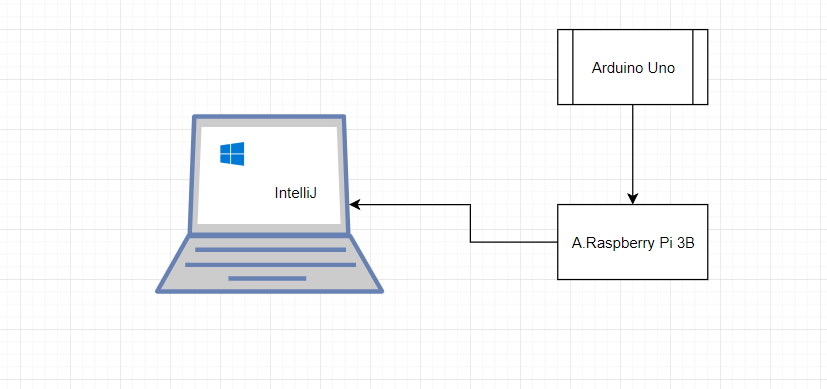 Arduino Uno
IntelliJ
A.Raspberry Pi 3B